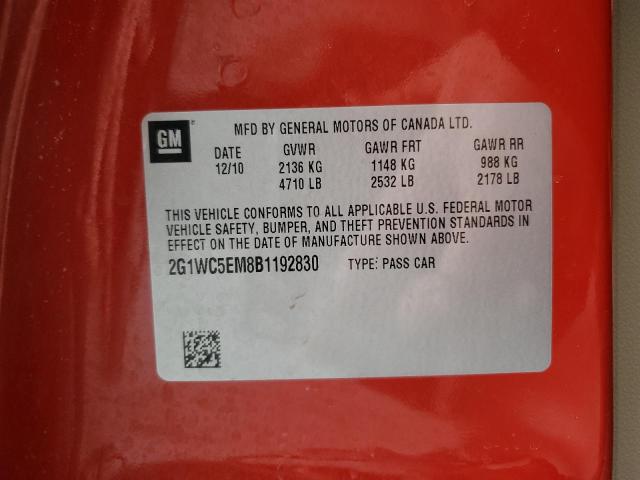 GM
MFD BY GENERAL MOTORS OF CANADA LTD.
DATE GVWR GAWR FRT GAWR RR
12/10 2136 KG 1148 KG 988 KG
4710 LB 2532 LB 2178 LB
THIS VEHICLE CONFORMS TO ALL APPLICABLE U.S. FEDERAL MOTOR
VEHICLE SAFETY, BUMPER, AND THEFT PREVENTION STANDARDS IN
EFFECT ON THE DATE OF MANUFACTURE SHOWN ABOVE.
2G1WC5EM8B1192830 TYPE: PASS CAR